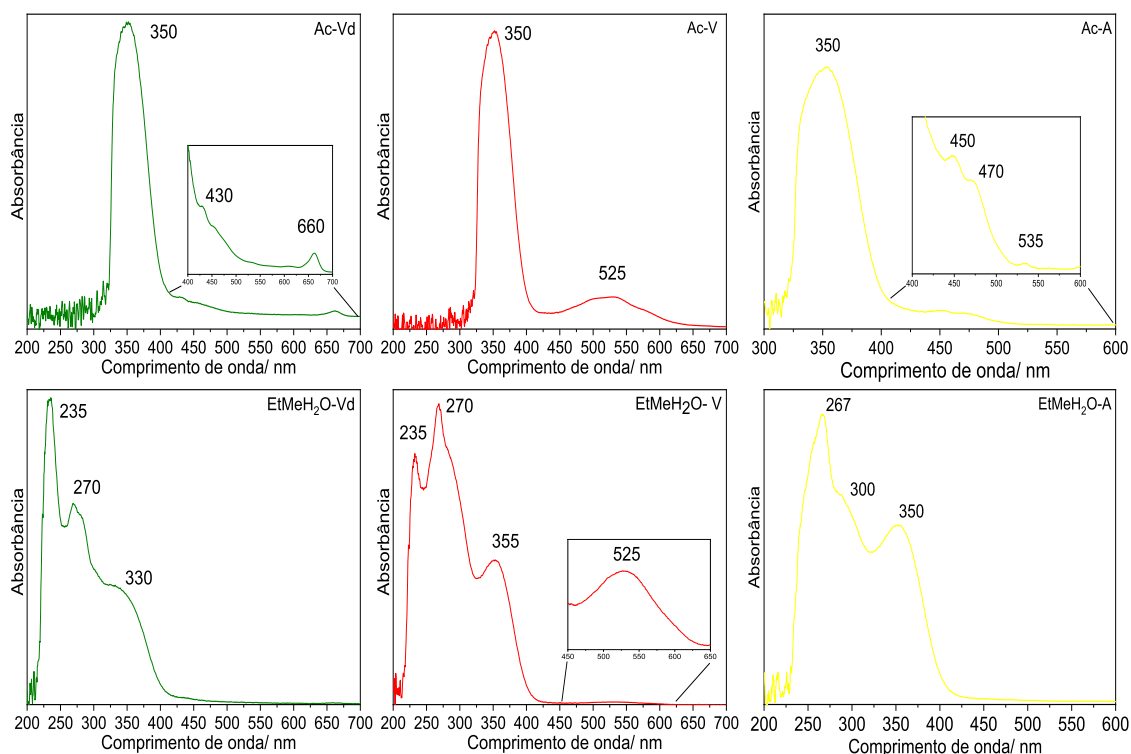 Ac-Vd
350
430
660
400 450 500 550 600 650 700
Absorbância
200 250 300 350 400 450 500 550 600 650 700
Comprimento de onda/ nm
Ac-V
350
525
Absorbância
200 250 300 350 400 450 500 550 600 650 700
Comprimento de onda/ nm
Ac-A
350
450
470
535
400 450 500 550 600
Absorbância
300 350 400 450 500 550 600
Comprimento de onda/ nm
EtMeH₂O-Vd
235
270
330
Absorbância
200 250 300 350 400 450 500 550 600 650 700
Comprimento de onda/ nm
EtMeH₂O- V
270
235
355
525
450 500 550 600 650
Absorbância
200 250 300 350 400 450 500 550 600 650 700
Comprimento de onda/ nm
EtMeH₂O-A
267
300
350
Absorbância
200 250 300 350 400 450 500 550 600
Comprimento de onda/ nm